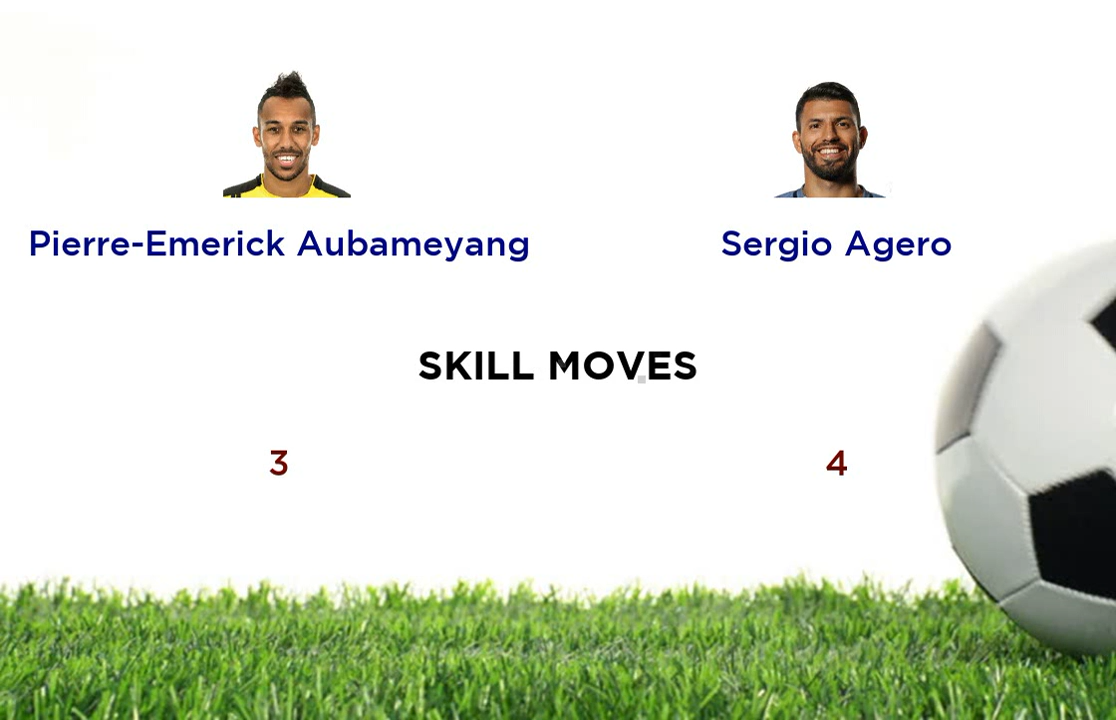 Pierre-Emerick Aubameyang
Sergio Agero
SKILL MOVES
3
4